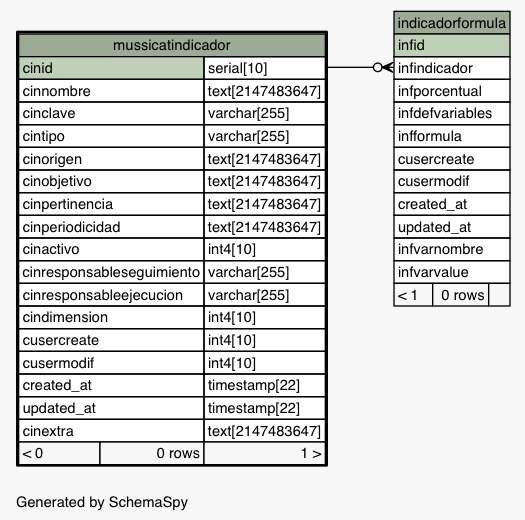 mussicatindicador
cinid serial[10]
cinnombre text[2147483647]
cinclave varchar[255]
cintipo varchar[255]
cinorigen text[2147483647]
cinobjetivo text[2147483647]
cinpertinencia text[2147483647]
cinperiodicidad text[2147483647]
cinactivo int4[10]
cinresponsableseguimiento varchar[255]
cinresponsableejecucion varchar[255]
cindimension int4[10]
cusercreate int4[10]
cusermodif int4[10]
created_at timestamp[22]
updated_at timestamp[22]
cinextra text[2147483647]
< 0 0 rows 1 >
indicadorformula
infid
infindicador
infporcentual
infdefvariables
infformula
cusercreate
cusermodif
created_at
updated_at
infvarnombre
infvarvalue
< 1 0 rows
Generated by SchemaSpy